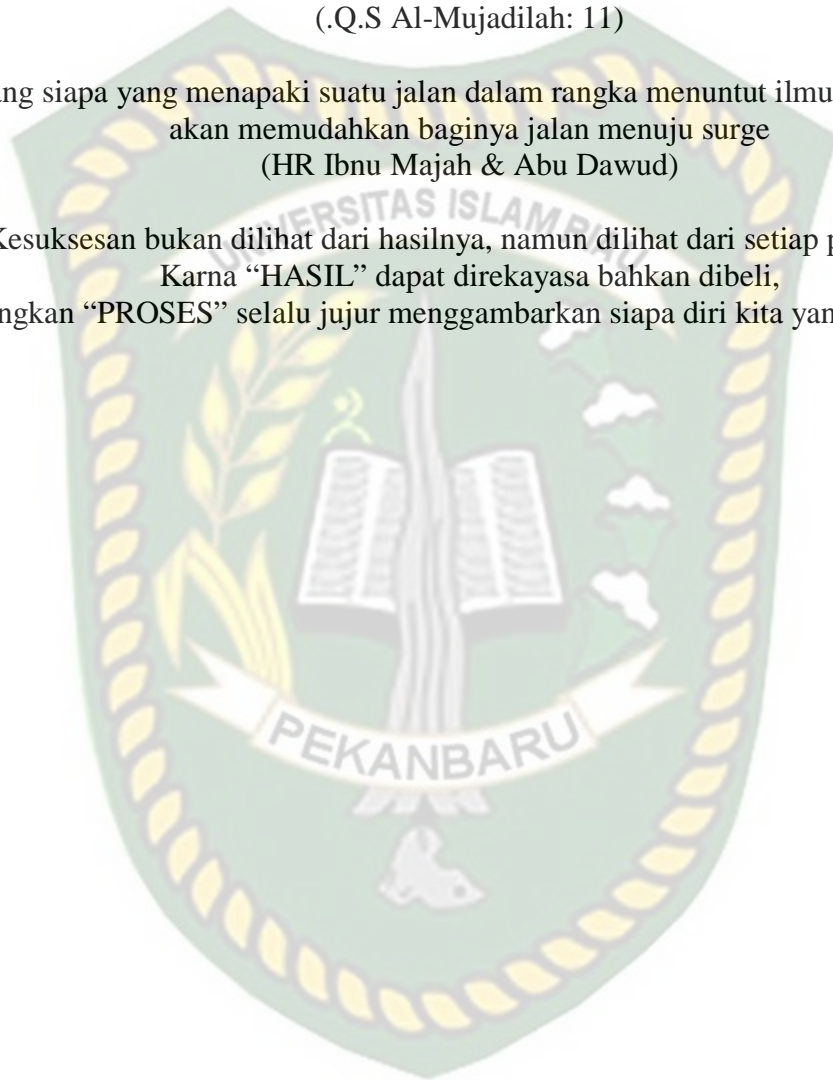 (.Q.S Al-Mujadilah: 11)
ang siapa yang menapaki suatu jalan dalam rangka menuntut ilmu
akan memudahkan baginya jalan menuju surge
(HR Ibnu Majah & Abu Dawud)
UNIVERSITAS ISLAM RIAU
Kesuksesan bukan dilihat dari hasilnya, namun dilihat dari setiap p
Karna “HASIL” dapat direkayasa bahkan dibeli,
ngkan “PROSES” selalu jujur menggambarkan siapa diri kita yan
PEKANBARU